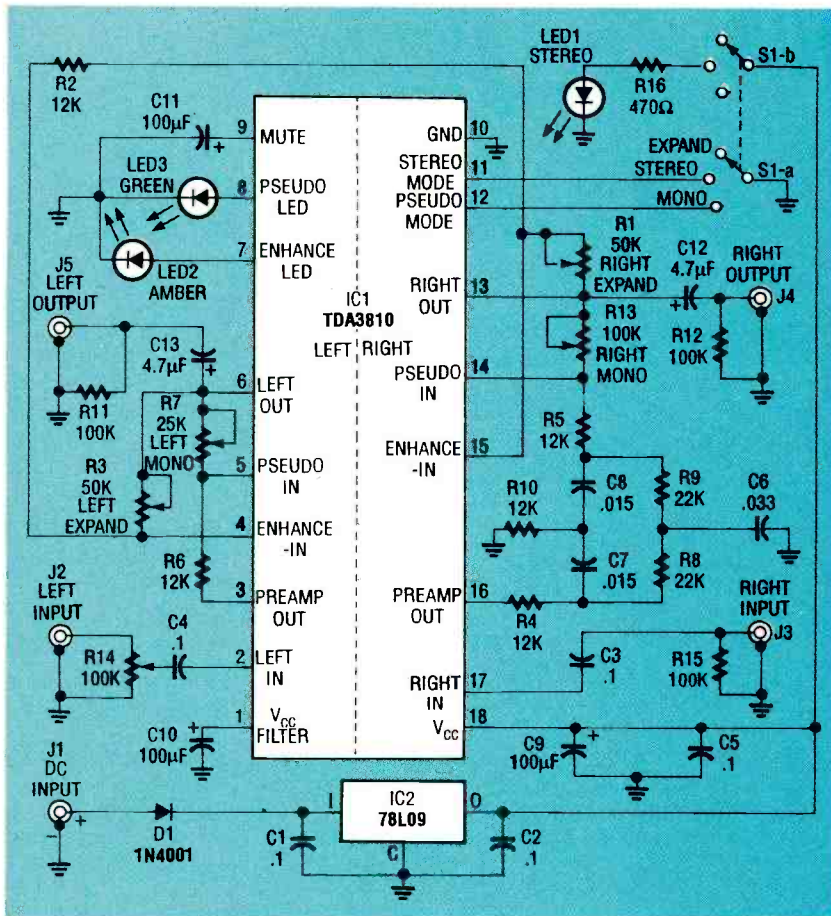 R2
12K
C11
100µF
+
LED3
GREEN
LED2
AMBER
J5
LEFT
OUTPUT
C13
4.7µF
+
R11
100K
R7
25K
LEFT
MONO
R3
50K
LEFT
EXPAND
R6
12K
J2
LEFT
INPUT
C4
.1
R14
100K
C10
100µF
+
J1
DC
INPUT
+
−
D1
1N4001
9 MUTE
8 PSEUDO
LED
7 ENHANCE
LED
IC1
TDA3810
LEFT RIGHT
6 LEFT
OUT
5 PSEUDO
IN
4 ENHANCE
-IN
3 PREAMP
OUT
2 LEFT
IN
1 VCC
FILTER
GND 10
STEREO
MODE 11
PSEUDO
MODE 12
RIGHT
OUT 13
PSEUDO
IN 14
ENHANCE
-IN 15
PREAMP
OUT 16
RIGHT
IN 17
VCC 18
LED1
STEREO
R16
470Ω
S1-b
EXPAND
STEREO
MONO
S1-a
R1
50K
RIGHT
EXPAND
C12
4.7µF
+
RIGHT
OUTPUT
J4
R13
100K
RIGHT
MONO
R12
100K
R5
12K
C8
.015
R9
22K
C6
.033
R10
12K
C7
.015
R8
22K
R4
12K
RIGHT
INPUT
J3
C3
.1
R15
100K
C9
100µF
+
C5
.1
I
IC2
78L09
O
C
C1
.1
C2
.1